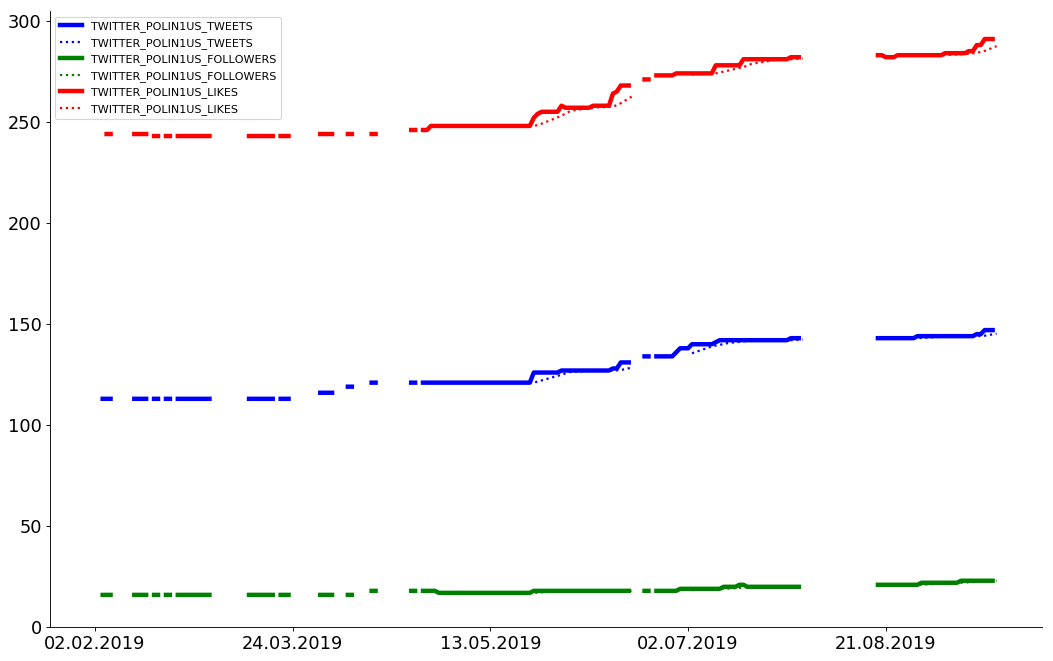 300
250
200
150
100
50
0
TWITTER_POLIN1US_TWEETS
TWITTER_POLIN1US_TWEETS
TWITTER_POLIN1US_FOLLOWERS
TWITTER_POLIN1US_FOLLOWERS
TWITTER_POLIN1US_LIKES
TWITTER_POLIN1US_LIKES
02.02.2019 24.03.2019 13.05.2019 02.07.2019 21.08.2019